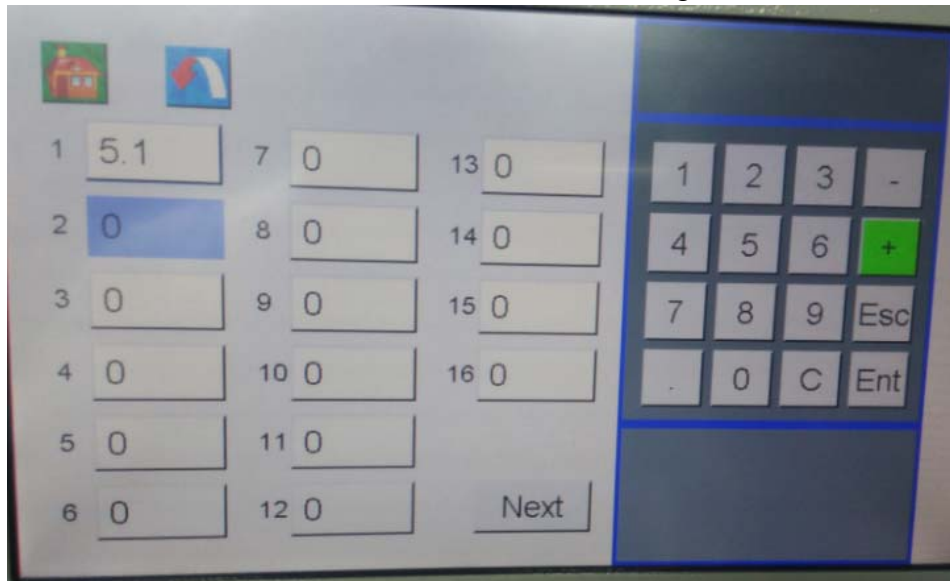 1 5.1 7 0 13 0 1 2 3 -
2 0 8 0 14 0 4 5 6 +
3 0 9 0 15 0 7 8 9 Esc
4 0 10 0 16 0 . 0 C Ent
5 0 11 0
6 0 12 0 Next